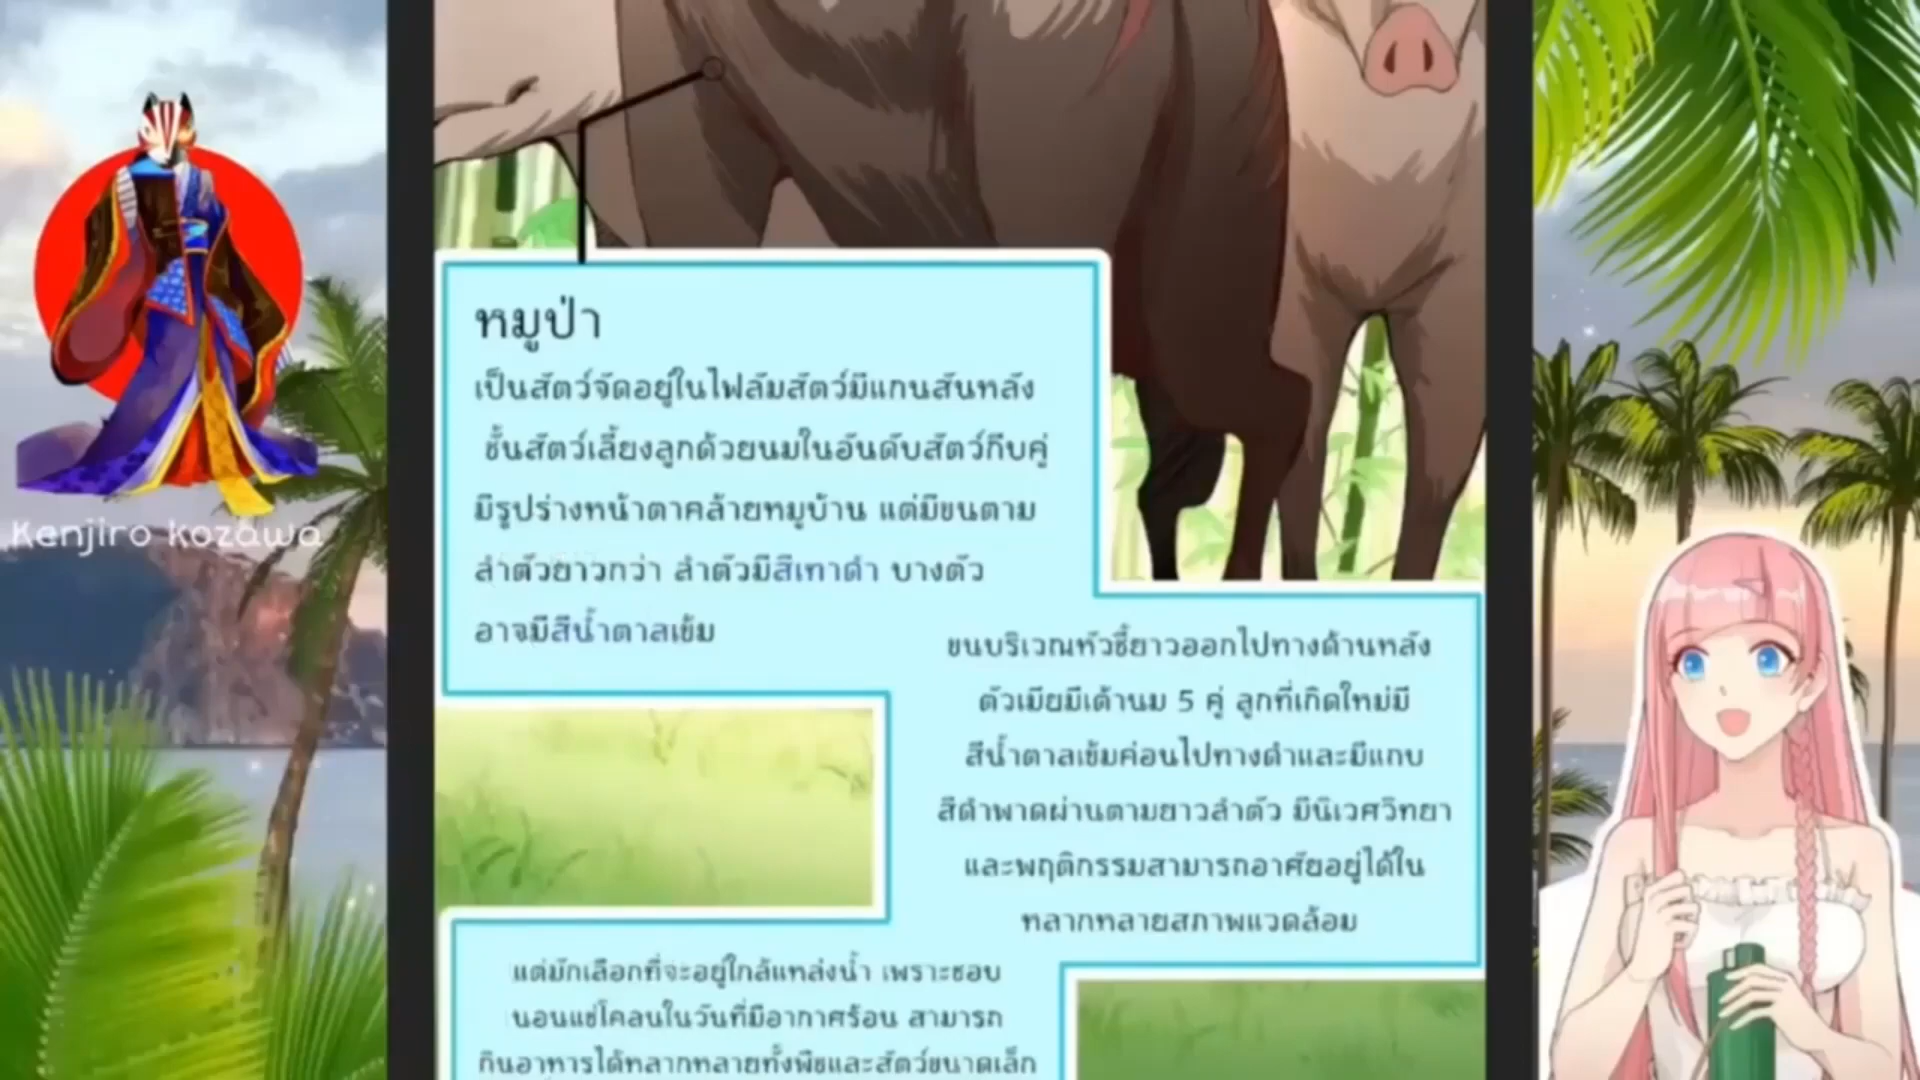 Kenjiro kozawa
หมูป่า
เป็นสัตว์จัดอยู่ในไฟลัมสัตว์มีแกนสันหลัง
ชั้นสัตว์เลี้ยงลูกด้วยนมในอันดับสัตว์กีบคู่
มีรูปร่างหน้าตาคล้ายหมูบ้าน แต่มีขนตาม
ลำตัวยาวกว่า ลำตัวมีสีเทาดำ บางตัว
อาจมีสีน้ำตาลเข้ม
ขนบริเวณหัวชี้ยาวออกไปทางด้านหลัง
ตัวเมียมีเต้านม 5 คู่ ลูกที่เกิดใหม่มี
สีน้ำตาลเข้มค่อนไปทางดำและมีแถบ
สีดำพาดผ่านตามยาวลำตัว มีนิเวศวิทยา
และพฤติกรรมสามารถอาศัยอยู่ได้ใน
หลากหลายสภาพแวดล้อม
แต่มักเลือกที่จะอยู่ใกล้แหล่งน้ำ เพราะชอบ
นอนแช่โคลนในวันที่มีอากาศร้อน สามารถ
กินอาหารได้หลากหลายทั้งพืชและสัตว์ขนาดเล็ก